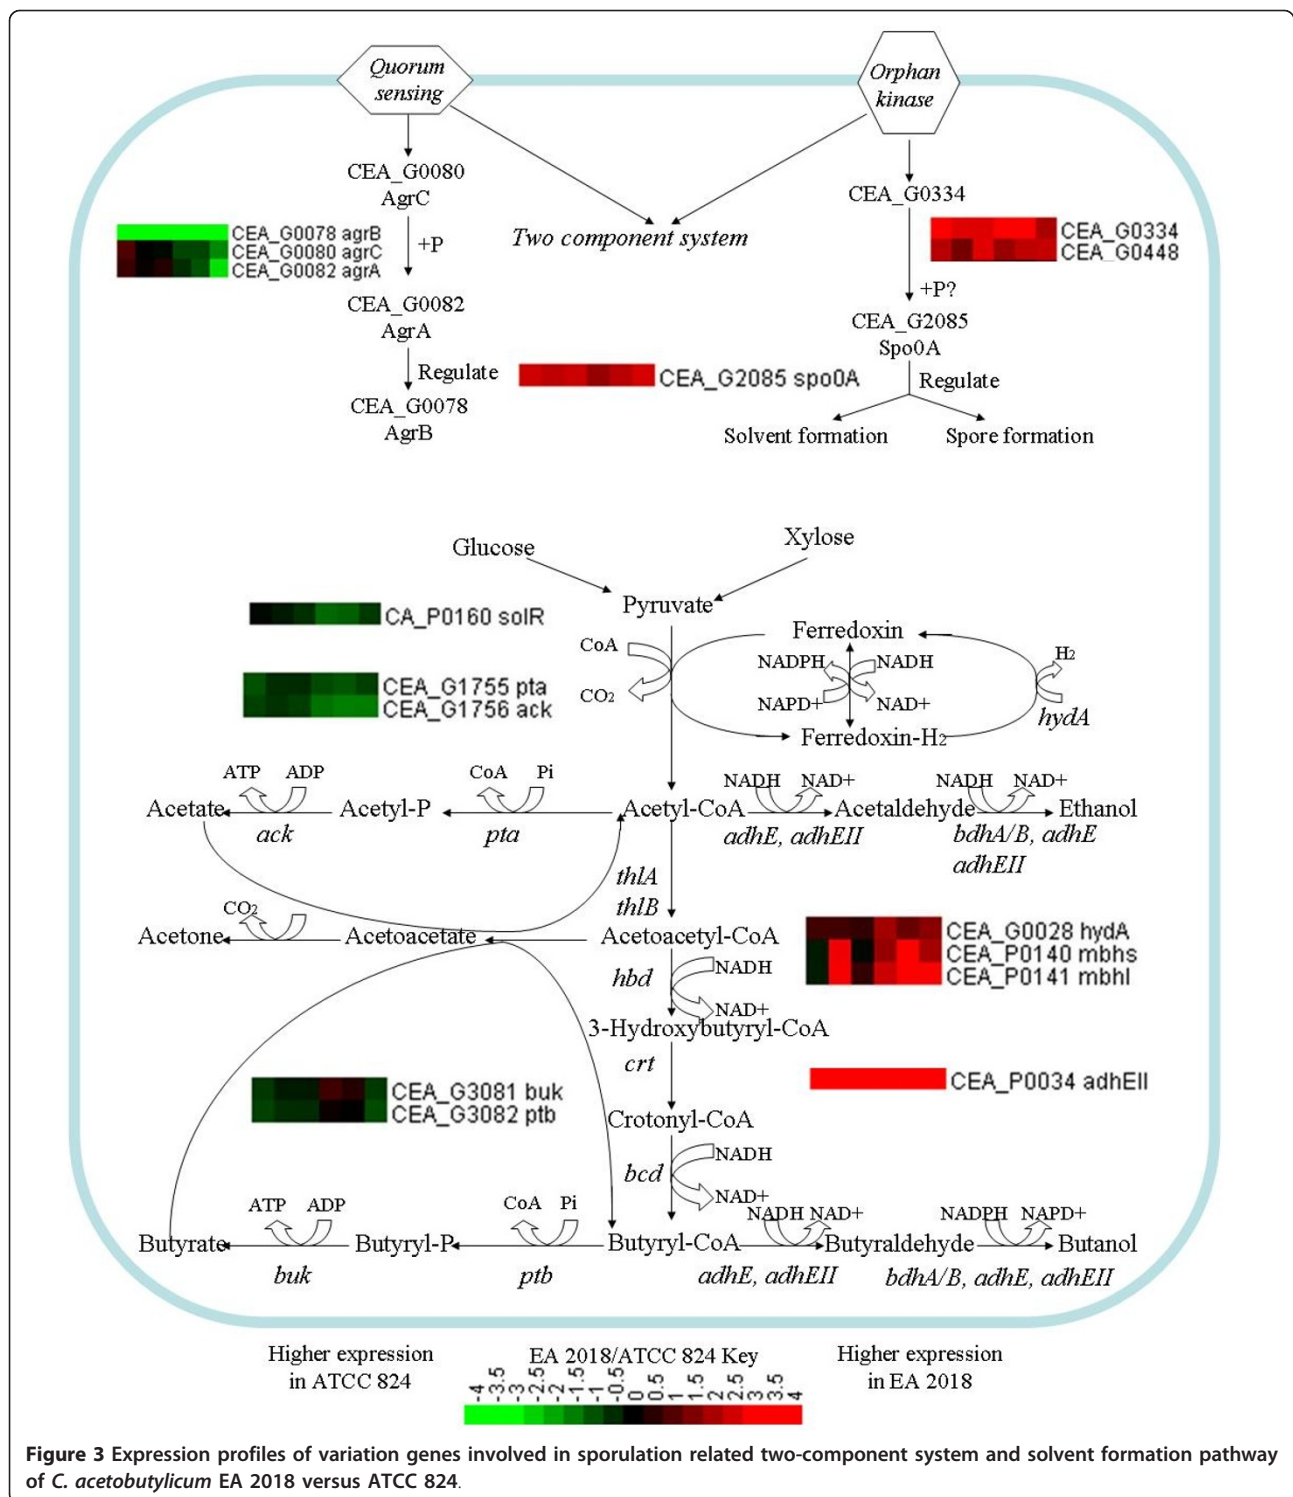 Quorum
sensing
Orphan
kinase
CEA_G0080
AgrC
CEA_G0334
CEA_G0078 agrB
CEA_G0080 agrC
CEA_G0082 agrA
+P
Two component system
CEA_G0334
CEA_G0448
+P?
CEA_G0082
AgrA
CEA_G2085
Spo0A
Regulate
CEA_G2085 spo0A
Regulate
CEA_G0078
AgrB
Solvent formation
Spore formation
Glucose
Xylose
Pyruvate
CA_P0160 solR
CoA
CO2
Ferredoxin
NADPH
NADH
NAPD+
NAD+
Ferredoxin-H2
H2
hydA
CEA_G1755 pta
CEA_G1756 ack
ATP
ADP
CoA
Pi
NADH
NAD+
NADH
NAD+
Acetate
Acetyl-P
Acetyl-CoA
Acetaldehyde
Ethanol
ack
pta
adhE, adhEII
bdhA/B, adhE
adhEII
thlA
thlB
CO2
Acetone
Acetoacetate
Acetoacetyl-CoA
CEA_G0028 hydA
CEA_P0140 mbhs
CEA_P0141 mbhl
hbd
NADH
NAD+
3-Hydroxybutyryl-CoA
crt
CEA_G3081 buk
CEA_G3082 ptb
CEA_P0034 adhEII
Crotonyl-CoA
bcd
NADH
NAD+
ATP
ADP
CoA
Pi
NADH
NAD+
NADPH
NAPD+
Butyrate
Butyryl-P
Butyryl-CoA
Butyraldehyde
Butanol
buk
ptb
adhE, adhEII
bdhA/B, adhE, adhEII
Higher expression
in ATCC 824
EA 2018/ATCC 824 Key
Higher expression
in EA 2018
-4 -3.5 -3 -2.5 -2 -1.5 -1 -0.5 0 0.5 1 1.5 2 2.5 3 3.5 4
Figure 3 Expression profiles of variation genes involved in sporulation related two-component system and solvent formation pathway
of C. acetobutylicum EA 2018 versus ATCC 824.